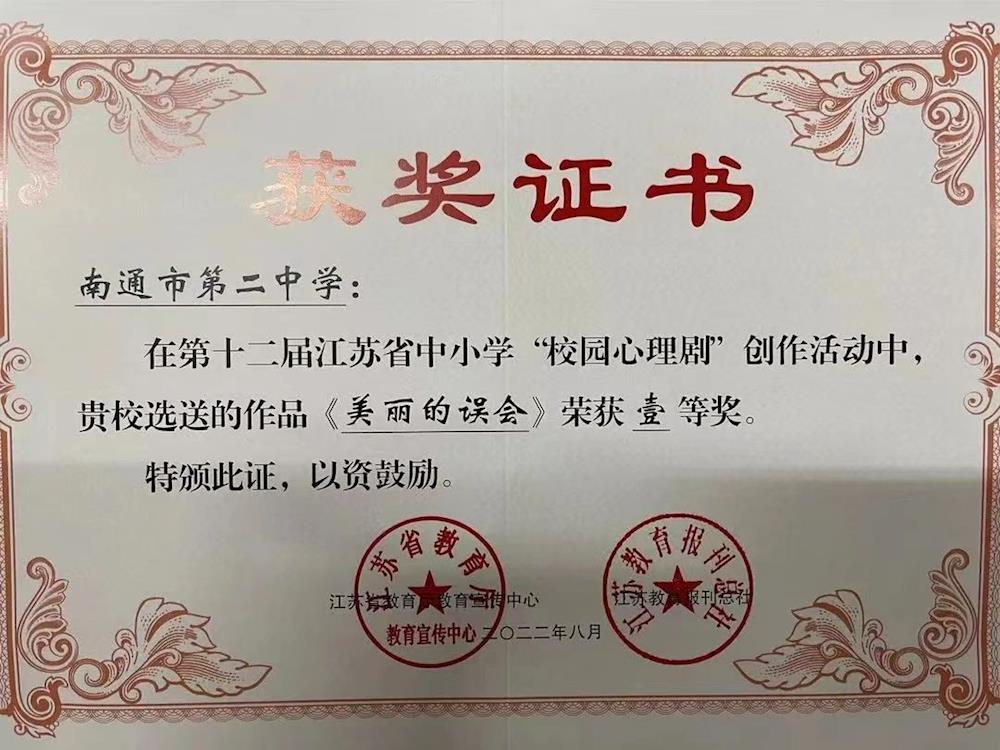 获奖证书
南通市第二中学：
在第十二届江苏省中小学“校园心理剧”创作活动中，
贵校选送的作品《美丽的误会》荣获壹等奖。
特颁此证，以资鼓励。
江苏省教育厅
教育宣传中心
江苏教育报刊总社
江苏省教育厅教育宣传中心
江苏教育报刊总社
二〇二二年八月